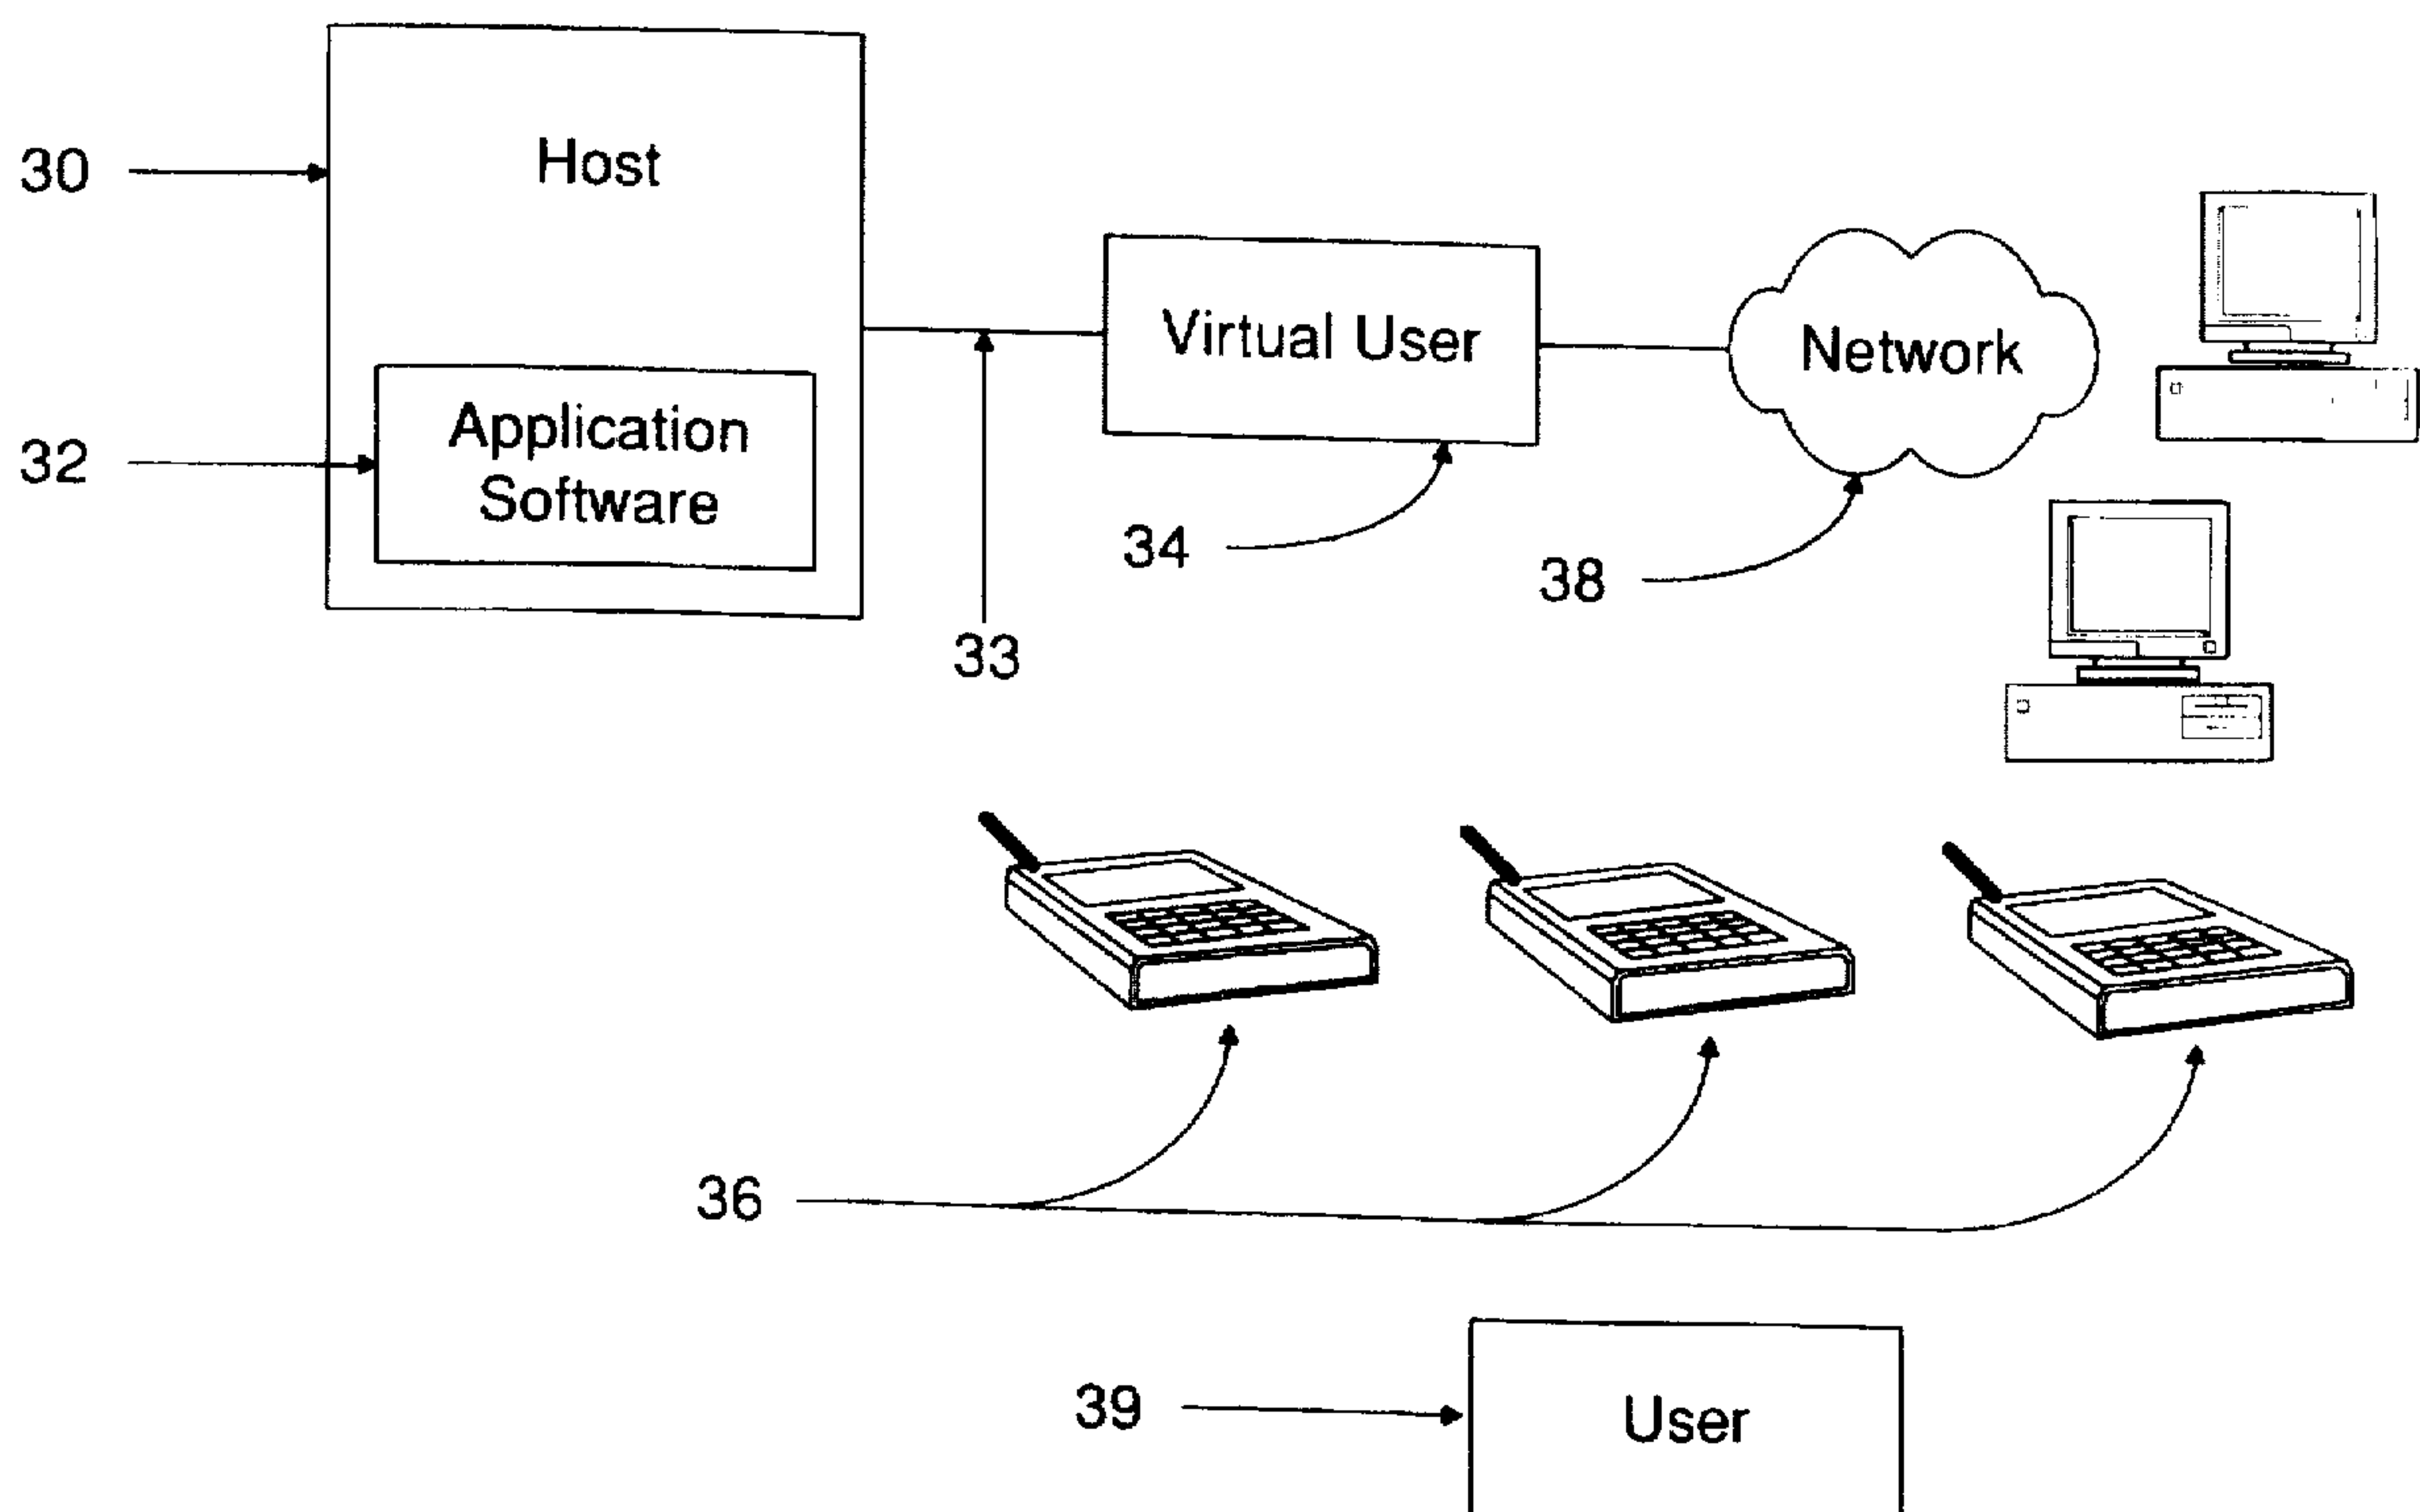 30
Host
32
Application
Software
33
Virtual User
34
Network
38
36
39
User